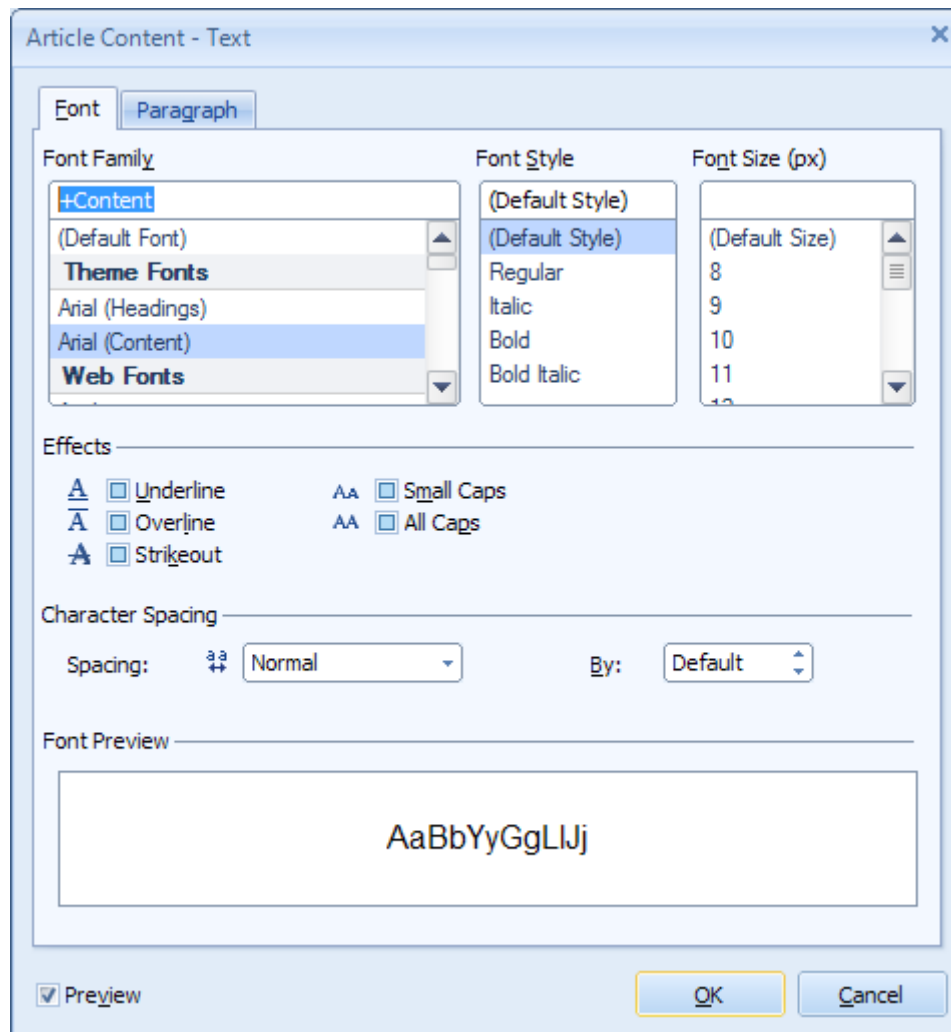 Article Content - Text
Font Paragraph
Font Family Font Style Font Size (px)
+Content (Default Style)
(Default Font) (Default Style) (Default Size)
Theme Fonts Regular 8
Arial (Headings) Italic 9
Arial (Content) Bold 10
Web Fonts Bold Italic 11
Effects
A Underline AA Small Caps
A Overline AA All Caps
A Strikeout
Character Spacing
Spacing: aa Normal By: Default
Font Preview
AaBbYyGgLlJj
Preview OK Cancel